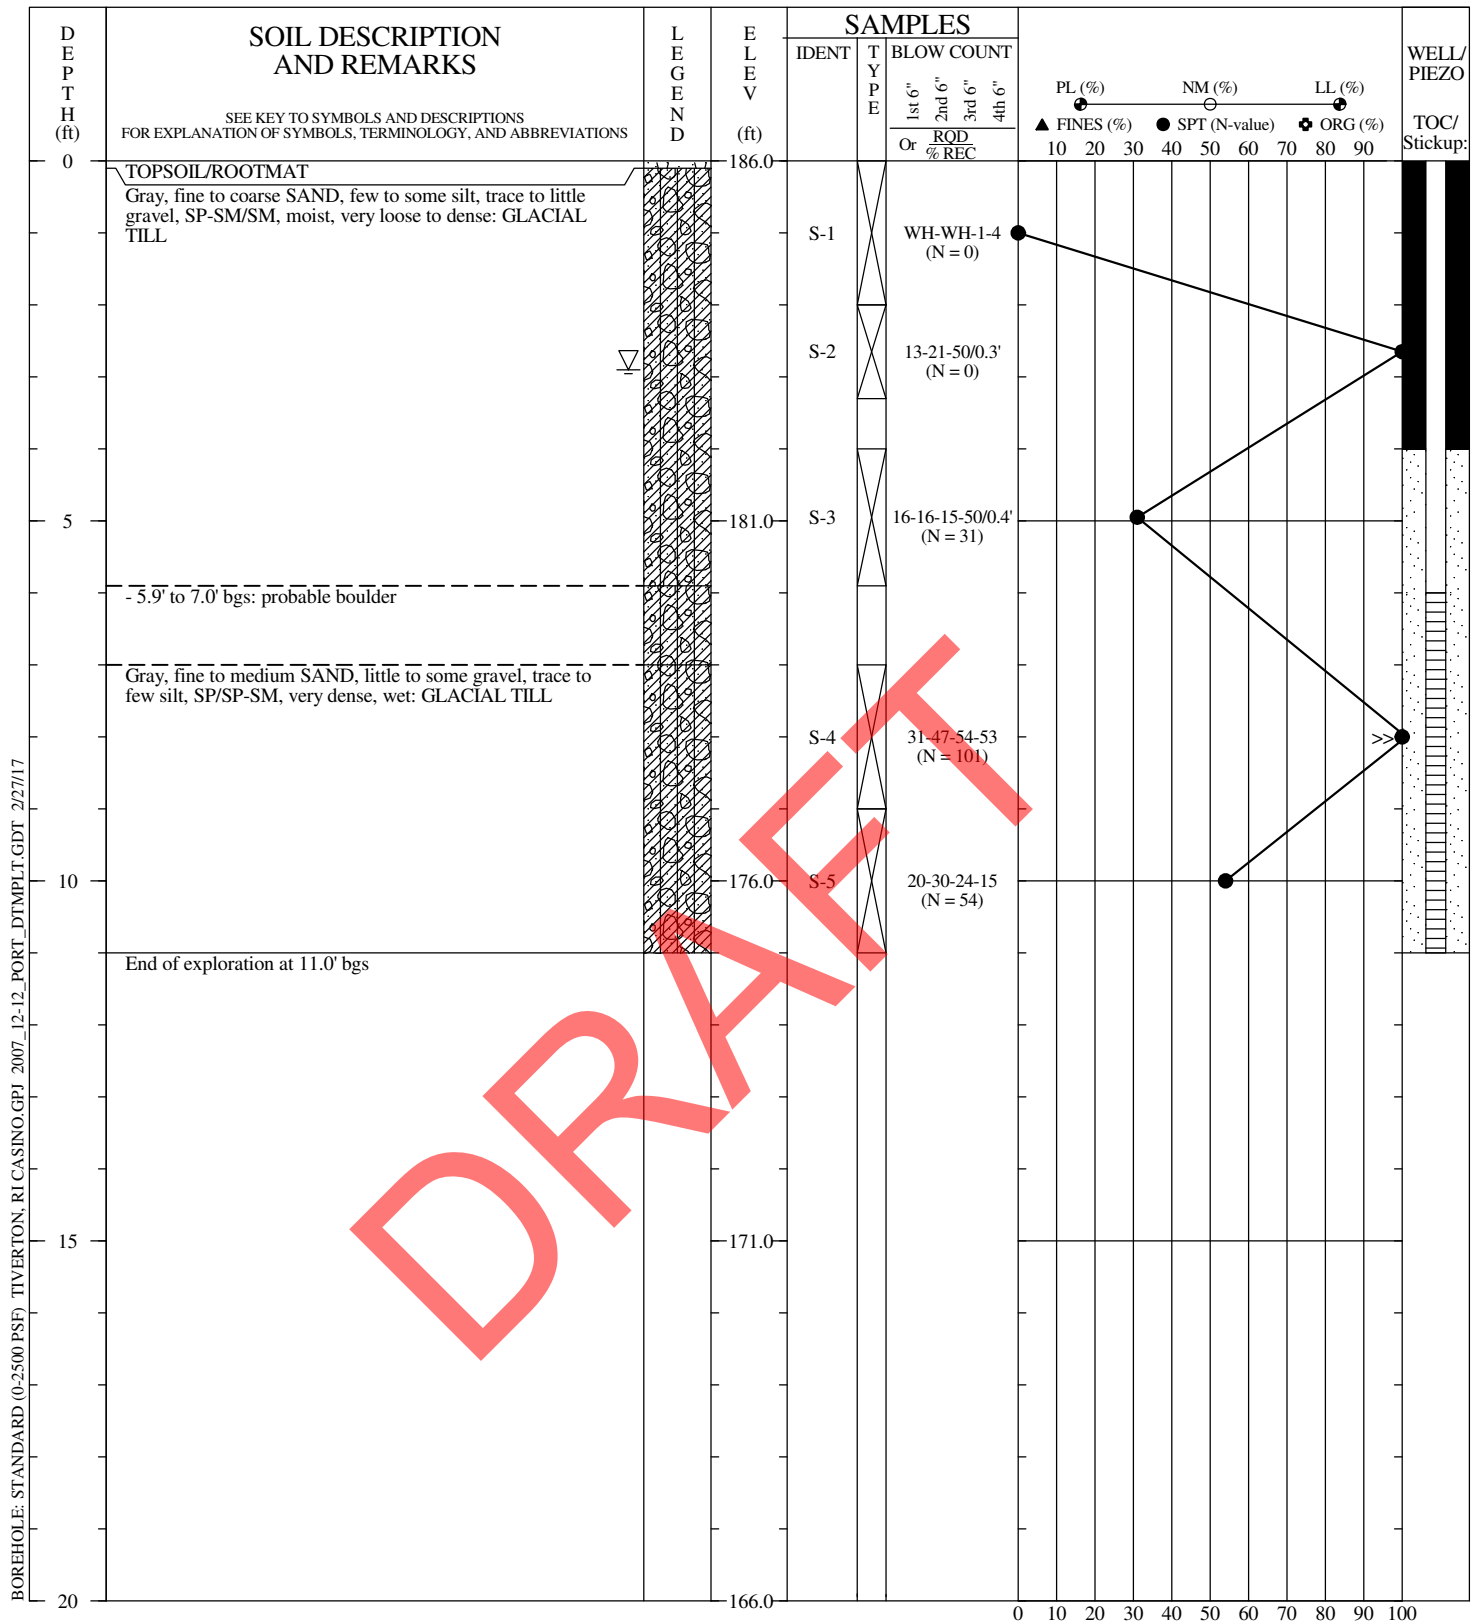 DEPTH (ft)
SOIL DESCRIPTION
AND REMARKS
SEE KEY TO SYMBOLS AND DESCRIPTIONS
FOR EXPLANATION OF SYMBOLS, TERMINOLOGY, AND ABBREVIATIONS
LEGEND
ELEV (ft)
SAMPLES
IDENT
TYPE
BLOW COUNT
1st 6"
2nd 6"
3rd 6"
4th 6"
Or RQD
% REC
PL (%) NM (%) LL (%)
▲ FINES (%) ● SPT (N-value) ORG (%)
10 20 30 40 50 60 70 80 90
WELL/
PIEZO
TOC/
Stickup:
0
186.0
TOPSOIL/ROOTMAT
Gray, fine to coarse SAND, few to some silt, trace to little
gravel, SP-SM/SM, moist, very loose to dense: GLACIAL
TILL
S-1 WH-WH-1-4
(N = 0)
S-2 13-21-50/0.3'
(N = 0)
5 181.0 S-3 16-16-15-50/0.4'
(N = 31)
- 5.9' to 7.0' bgs: probable boulder
Gray, fine to medium SAND, little to some gravel, trace to
few silt, SP/SP-SM, very dense, wet: GLACIAL TILL
S-4 31-47-54-53 >>
(N = 101)
10 176.0 S-5 20-30-24-15
(N = 54)
End of exploration at 11.0' bgs
15 171.0
20 166.0
0 10 20 30 40 50 60 70 80 90 100
DRAFT
BOREHOLE: STANDARD (0-2500 PSF) TIVERTON, RI CASINO.GPJ 2007_12-12_PORT_DTMPLT.GDT 2/27/17